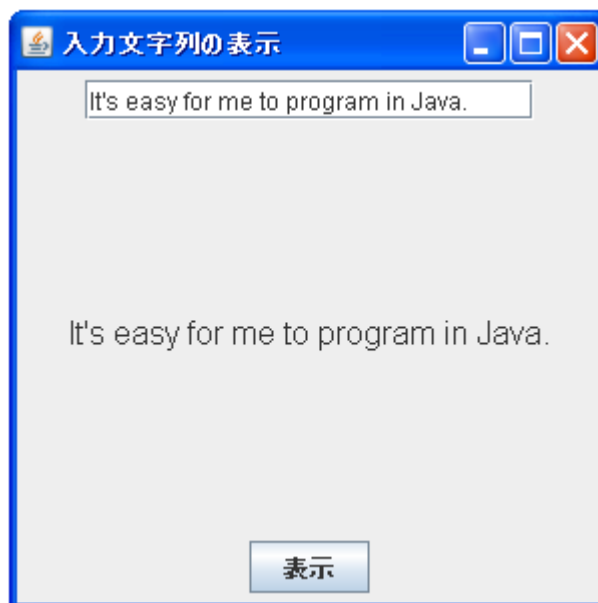 入力文字列の表示
It's easy for me to program in Java.
It's easy for me to program in Java.
表示